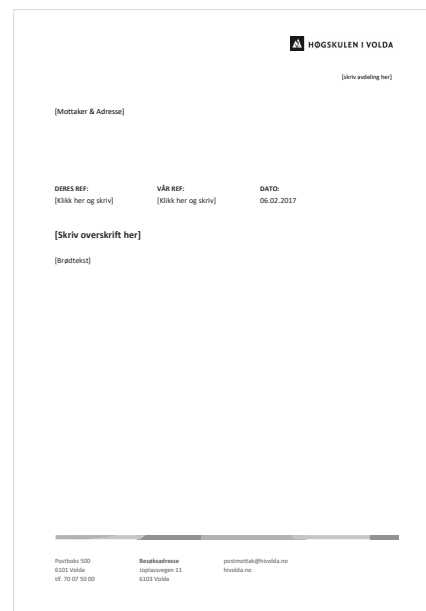 HØGSKULEN I VOLDA
[skriv avdeling her]
[Mottaker & Adresse]
DERES REF: VÅR REF: DATO:
[Klikk her og skriv] [Klikk her og skriv] 06.02.2017
[Skriv overskrift her]
[Brødtekst]
Postboks 500 Besøksadresse postmottak@hivolda.no
6101 Volda Joplassvegen 11 hivolda.no
tlf. 70 07 50 00 6103 Volda